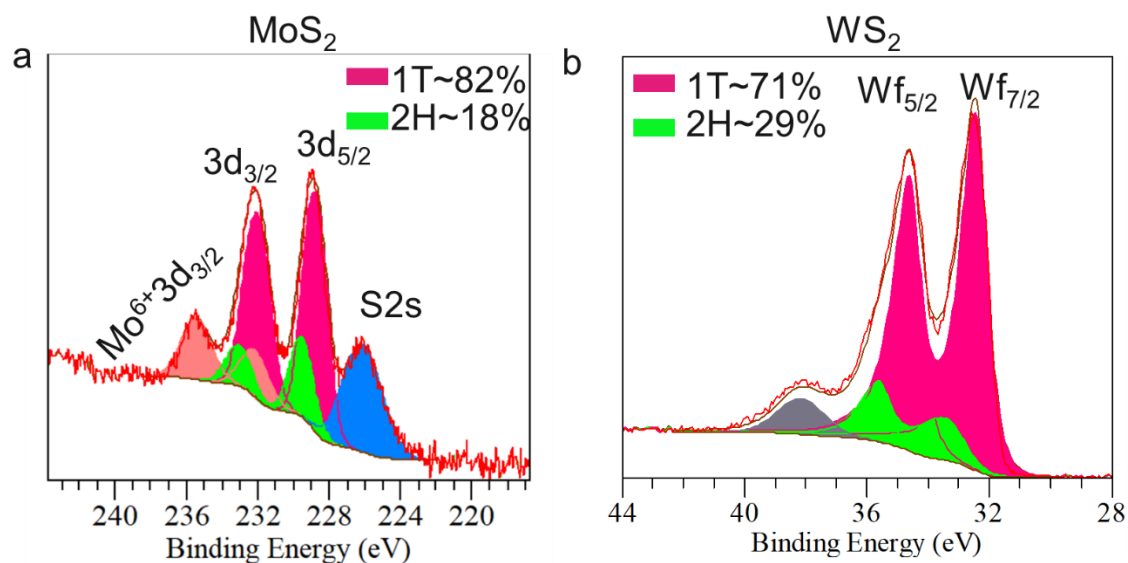 MoS₂
a
1T~82%
2H~18%
3d₃/₂
3d₅/₂
Mo⁶⁺3d₃/₂
S2s
240 236 232 228 224 220
Binding Energy (eV)
WS₂
b
1T~71%
2H~29%
Wf₅/₂
Wf₇/₂
44 40 36 32 28
Binding Energy (eV)